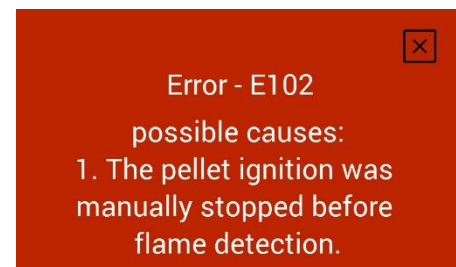 Error - E102
possible causes:
1. The pellet ignition was
manually stopped before
flame detection.